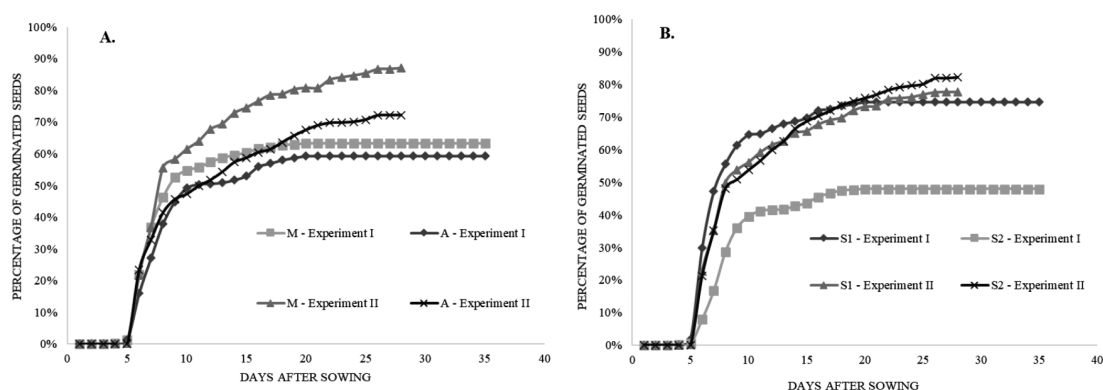 A.
PERCENTAGE OF GERMINATED SEEDS
100%
90%
80%
70%
60%
50%
40%
30%
20%
10%
0%
0 5 10 15 20 25 30 35 40
DAYS AFTER SOWING
M - Experiment I A - Experiment I
M - Experiment II A - Experiment II
B.
PERCENTAGE OF GERMINATED SEEDS
100%
90%
80%
70%
60%
50%
40%
30%
20%
10%
0%
0 5 10 15 20 25 30 35 40
DAYS AFTER SOWING
S1 - Experiment I S2 - Experiment I
S1 - Experiment II S2 - Experiment II